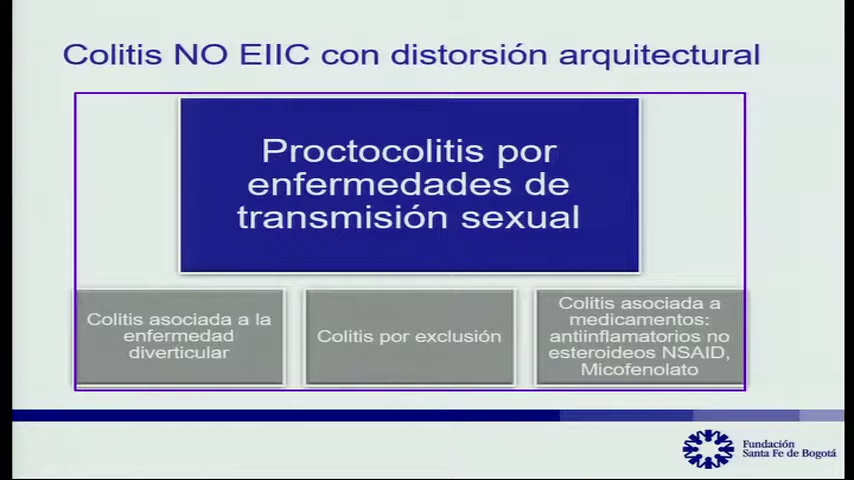 Colitis NO EIIC con distorsión arquitectural
Proctocolitis por
enfermedades de
transmisión sexual
Colitis asociada a la
enfermedad
diverticular
Colitis por exclusión
Colitis asociada a
medicamentos:
antiinflamatorios no
esteroideos NSAID,
Micofenolato
Fundación
Santa Fe de Bogotá